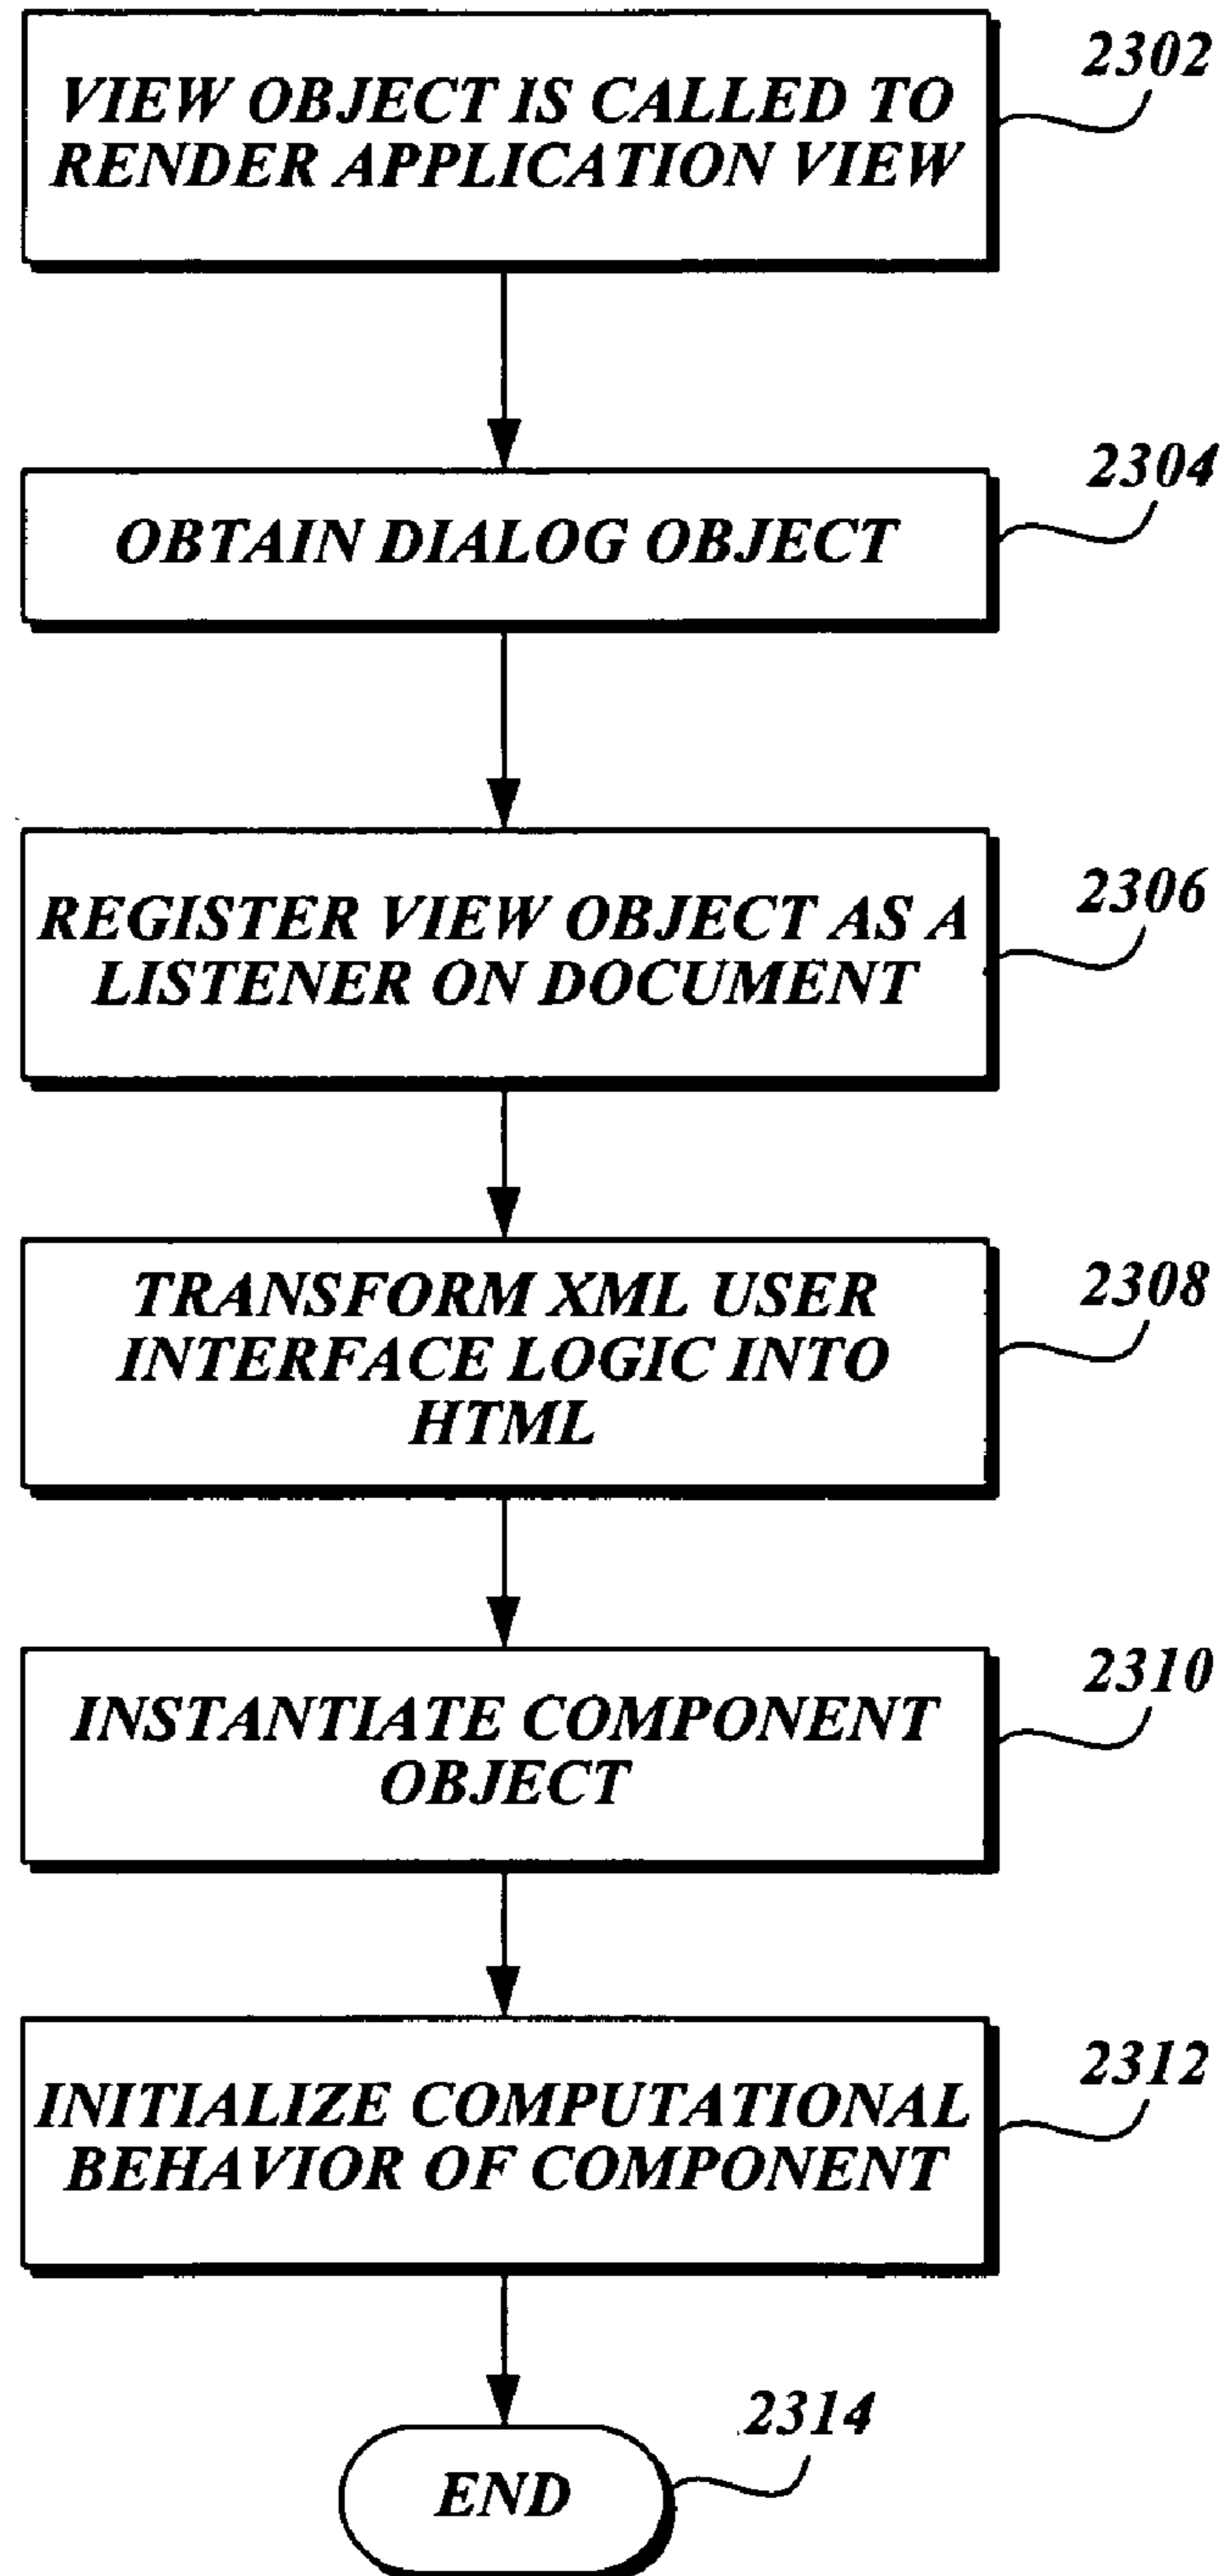 VIEW OBJECT IS CALLED TO
RENDER APPLICATION VIEW
2302
OBTAIN DIALOG OBJECT
2304
REGISTER VIEW OBJECT AS A
LISTENER ON DOCUMENT
2306
TRANSFORM XML USER
INTERFACE LOGIC INTO
HTML
2308
INSTANTIATE COMPONENT
OBJECT
2310
INITIALIZE COMPUTATIONAL
BEHAVIOR OF COMPONENT
2312
END
2314